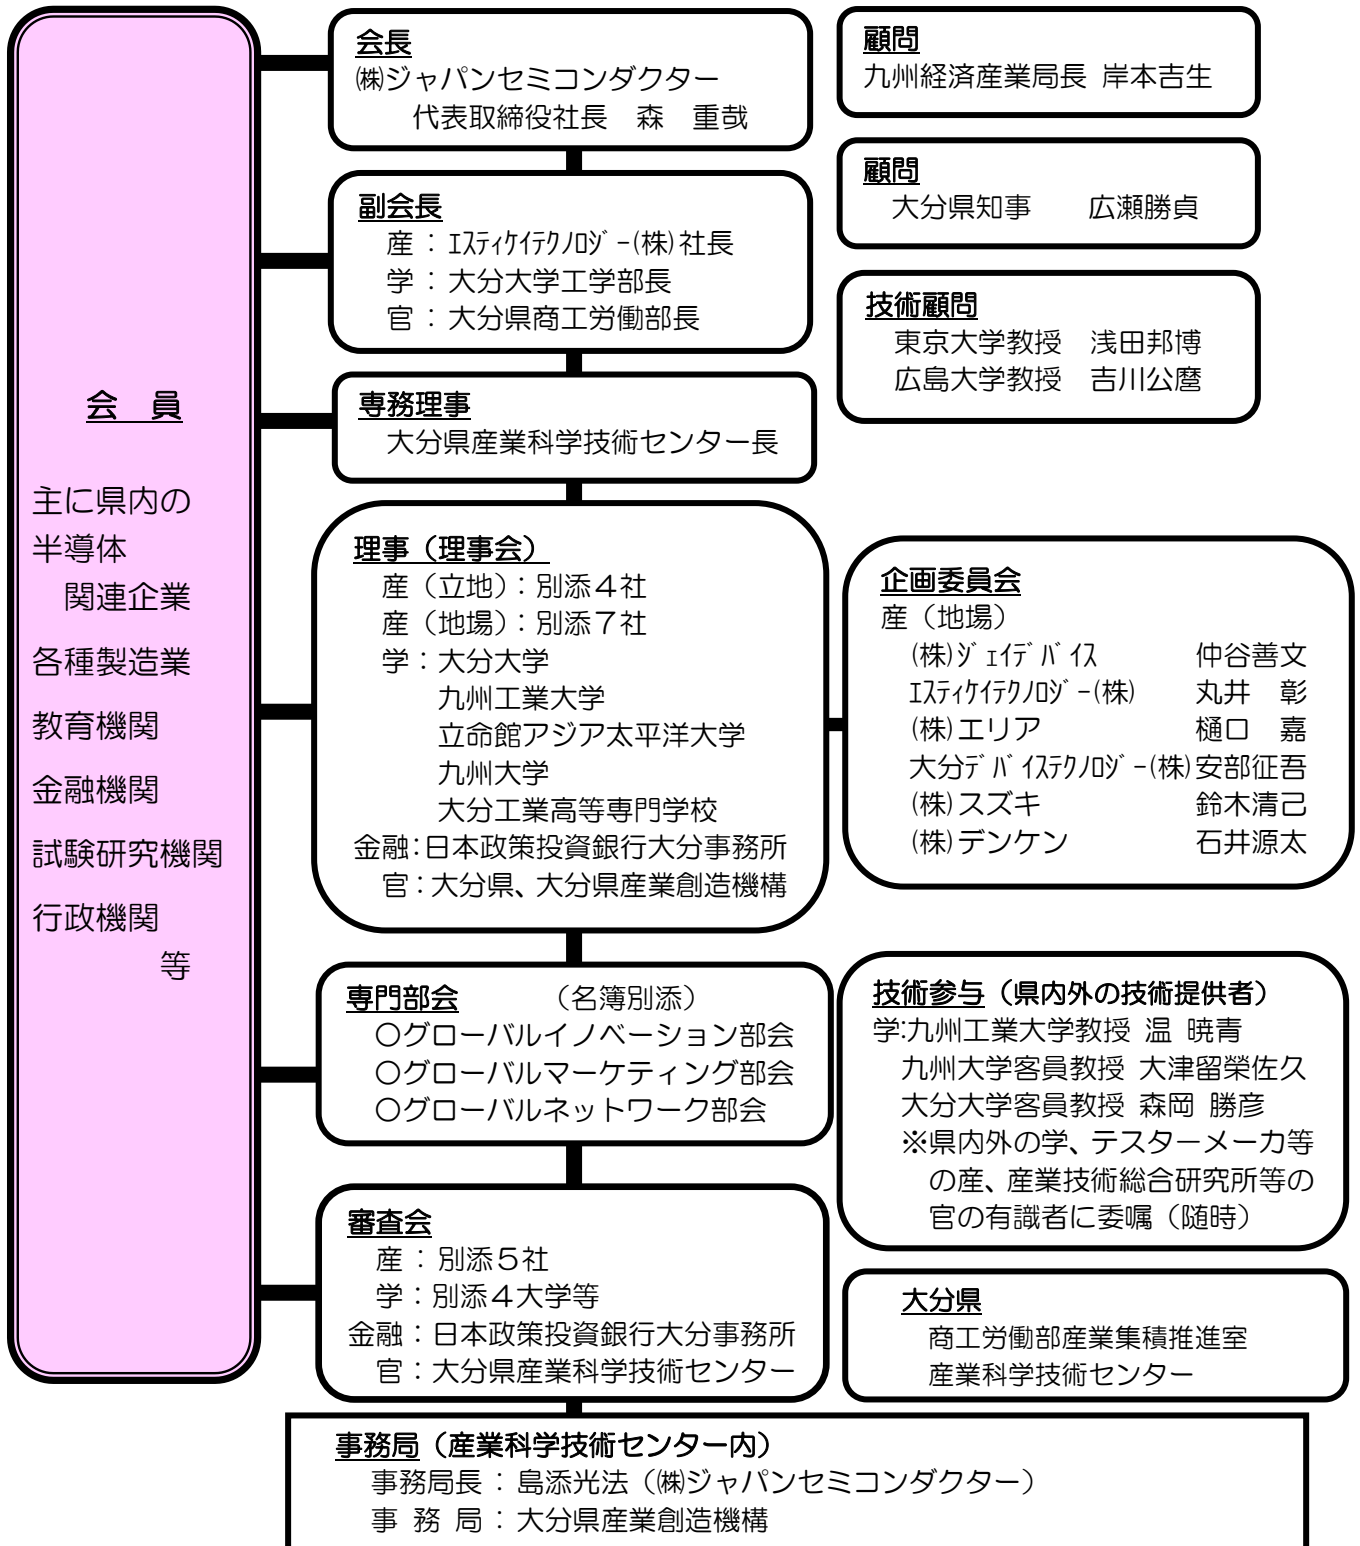 会　員
主に県内の
半導体
関連企業
各種製造業
教育機関
金融機関
試験研究機関
行政機関
等
会長
㈱ジャパンセミコンダクター
代表取締役社長　森　重哉
副会長
産：ｴｽﾃｨｹｲﾃｸﾉﾛｼﾞｰ(株)社長
学：大分大学工学部長
官：大分県商工労働部長
専務理事
大分県産業科学技術センター長
理事（理事会）
産（立地）：別添４社
産（地場）：別添７社
学：大分大学
九州工業大学
立命館アジア太平洋大学
九州大学
大分工業高等専門学校
金融：日本政策投資銀行大分事務所
官：大分県、大分県産業創造機構
専門部会　　　（名簿別添）
〇グローバルイノベーション部会
〇グローバルマーケティング部会
〇グローバルネットワーク部会
審査会
産：別添５社
学：別添４大学等
金融：日本政策投資銀行大分事務所
官：大分県産業科学技術センター
顧問
九州経済産業局長 岸本吉生
顧問
大分県知事　　広瀬勝貞
技術顧問
東京大学教授　浅田邦博
広島大学教授　吉川公麿
企画委員会
産（地場）
(株)ｼﾞｪｲﾃﾞﾊﾞｲｽ　仲谷善文
ｴｽﾃｨｹｲﾃｸﾉﾛｼﾞｰ(株)　丸井　彰
(株)エリア　樋口　嘉
大分ﾃﾞﾊﾞｲｽﾃｸﾉﾛｼﾞｰ(株)安部征吾
(株)スズキ　鈴木清己
(株)デンケン　石井源太
技術参与（県内外の技術提供者）
学:九州工業大学教授 温 暁青
九州大学客員教授 大津留榮佐久
大分大学客員教授 森岡 勝彦
※県内外の学、テスターメーカ等
の産、産業技術総合研究所等の
官の有識者に委嘱（随時）
大分県
商工労働部産業集積推進室
産業科学技術センター
事務局（産業科学技術センター内）
事務局長：島添光法（㈱ジャパンセミコンダクター）
事 務 局：大分県産業創造機構